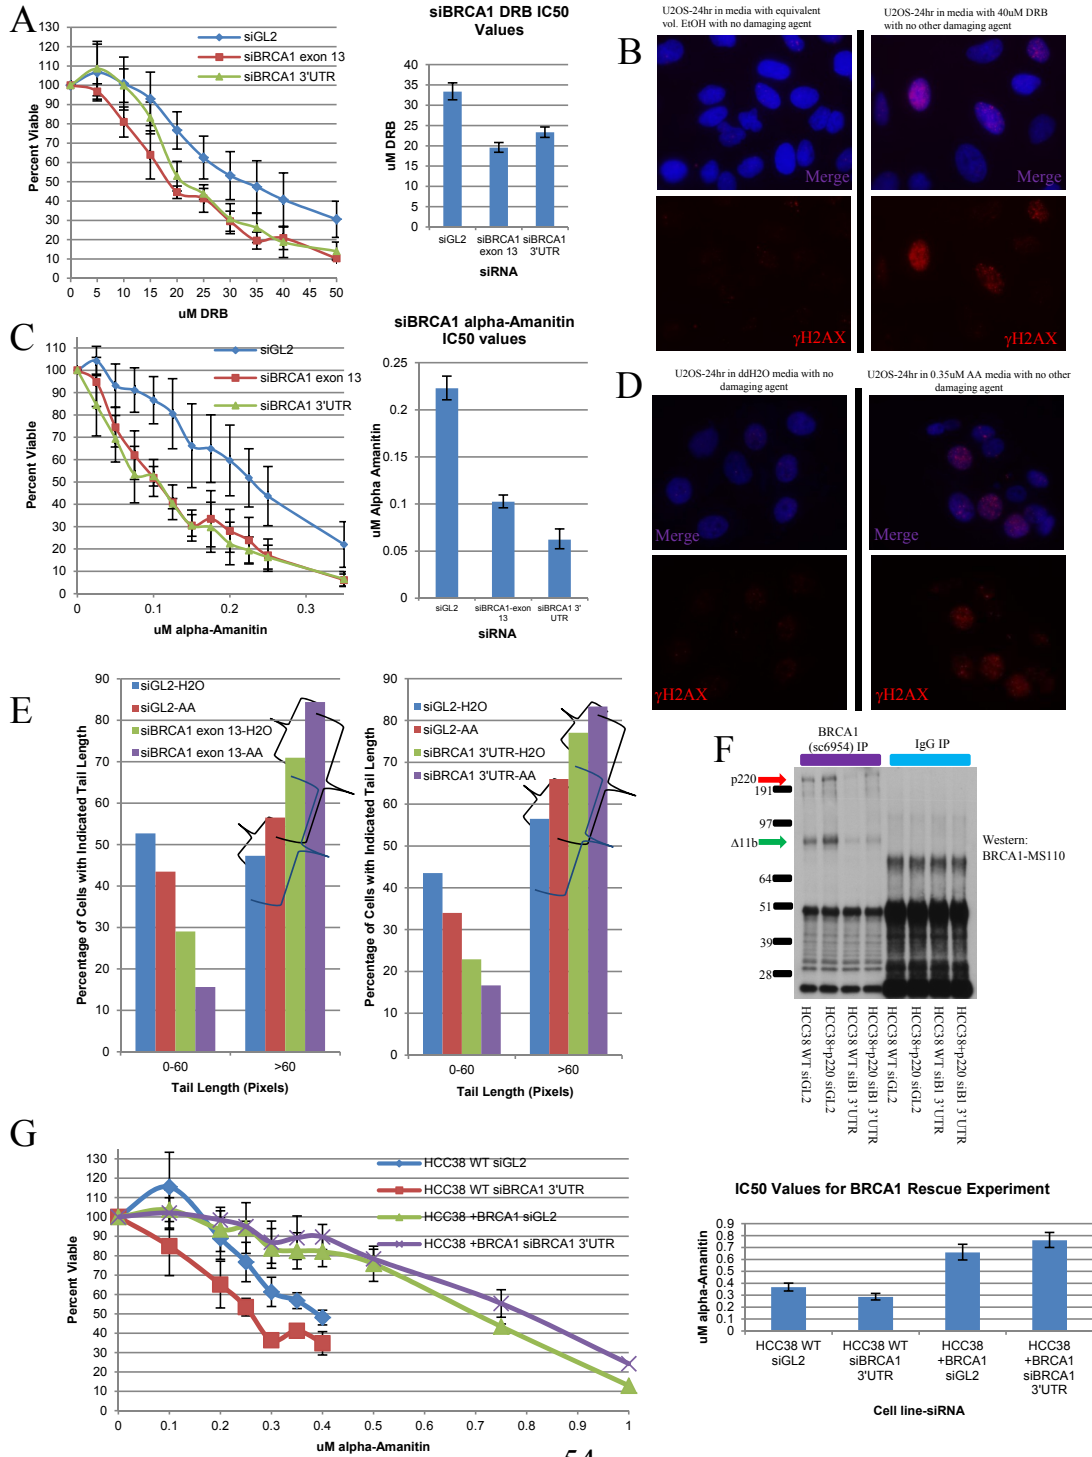 A
130
120
110
100
90
80
70
60
50
40
30
20
10
0
Percent Viable
siGL2
siBRCA1 exon 13
siBRCA1 3'UTR
0 5 10 15 20 25 30 35 40 45 50
uM DRB
siBRCA1 DRB IC50
Values
40
35
30
25
20
15
10
5
0
uM DRB
siGL2 siBRCA1 siBRCA1
exon 13 3'UTR
siRNA
B
U2OS-24hr in media with equivalent
vol. EtOH with no damaging agent
U2OS-24hr in media with 40uM DRB
with no other damaging agent
Merge
Merge
γH2AX
γH2AX
C
110
100
90
80
70
60
50
40
30
20
10
0
Percent Viable
siGL2
siBRCA1 exon 13
siBRCA1 3'UTR
0 0.1 0.2 0.3
uM alpha-Amanitin
siBRCA1 alpha-Amanitin
IC50 values
0.25
0.2
0.15
0.1
0.05
0
uM Alpha Amanitin
siGL2 siBRCA1-exon siBRCA1 3'
13 UTR
siRNA
D
U2OS-24hr in ddH2O media with no
damaging agent
U2OS-24hr in 0.35uM AA media with no other
damaging agent
Merge
Merge
γH2AX
γH2AX
E
90
80
70
60
50
40
30
20
10
0
Percentage of Cells with Indicated Tail Length
siGL2-H2O
siGL2-AA
siBRCA1 exon 13-H2O
siBRCA1 exon 13-AA
0-60 >60
Tail Length (Pixels)
90
80
70
60
50
40
30
20
10
0
Percentage of Cells with Indicated Tail Length
siGL2-H2O
siGL2-AA
siBRCA1 3'UTR-H2O
siBRCA1 3'UTR-AA
0-60 >60
Tail Length (Pixels)
F
BRCA1
(sc6954) IP
IgG IP
p220
191
97
Δ11b
64
51
39
28
Western:
BRCA1-MS110
HCC38 WT siGL2
HCC38+p220 siGL2
HCC38 WT siB1 3'UTR
HCC38+p220 siB1 3'UTR
HCC38 WT siGL2
HCC38+p220 siGL2
HCC38 WT siB1 3'UTR
HCC38+p220 siB1 3'UTR
G
130
120
110
100
90
80
70
60
50
40
30
20
10
0
Percent Viable
HCC38 WT siGL2
HCC38 WT siBRCA1 3'UTR
HCC38 +BRCA1 siGL2
HCC38 +BRCA1 siBRCA1 3'UTR
0 0.1 0.2 0.3 0.4 0.5 0.6 0.7 0.8 0.9 1
uM alpha-Amanitin
IC50 Values for BRCA1 Rescue Experiment
0.9
0.8
0.7
0.6
0.5
0.4
0.3
0.2
0.1
0
uM alpha-Amanitin
HCC38 WT HCC38 WT HCC38 HCC38
siGL2 siBRCA1 +BRCA1 +BRCA1
3'UTR siGL2 siBRCA1
3'UTR
Cell line-siRNA